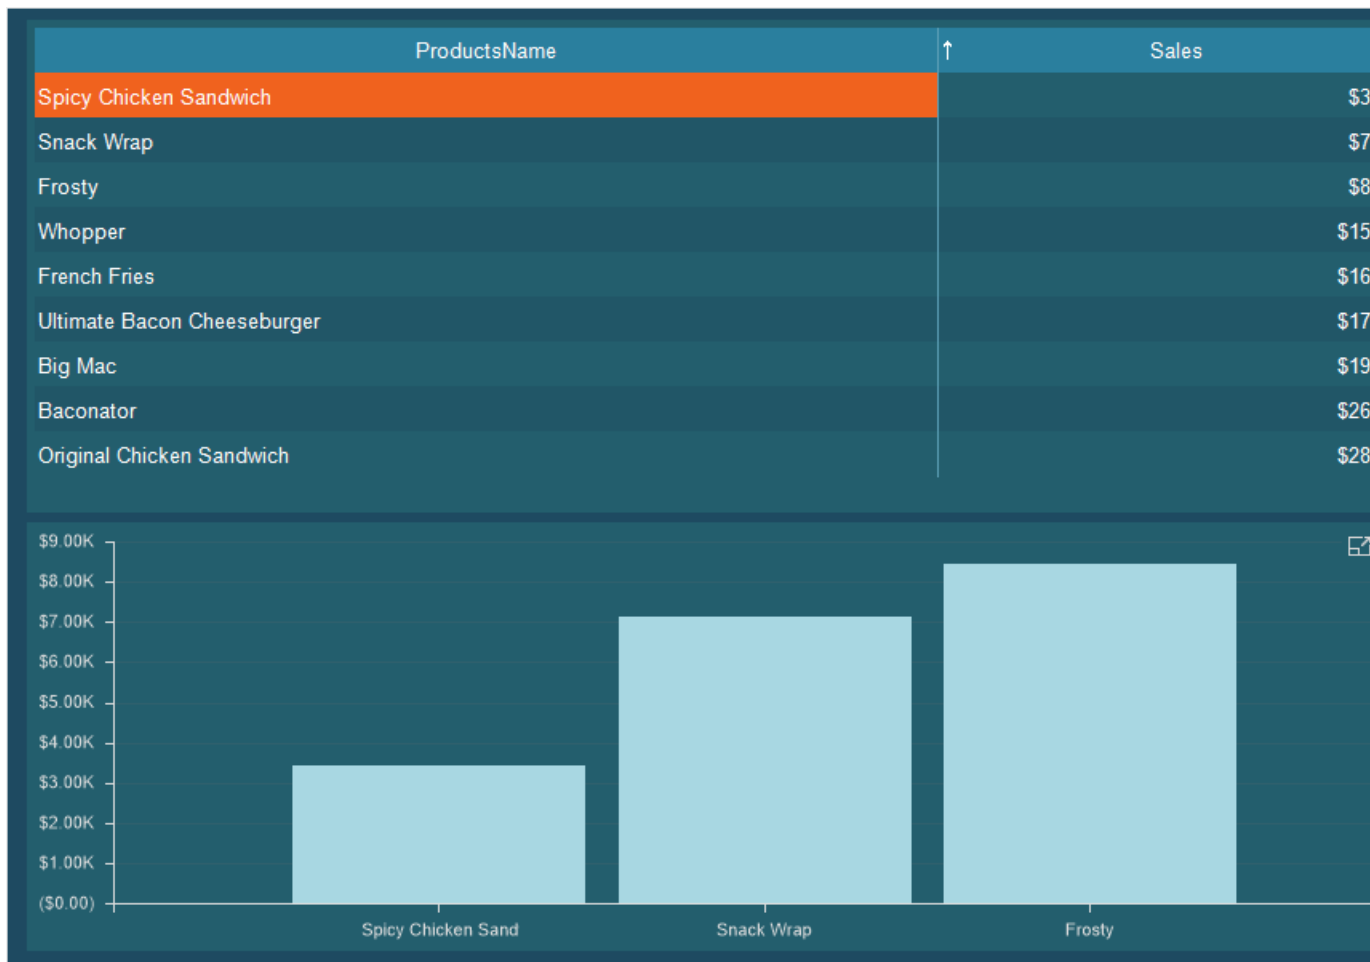 ProductsName ↑ Sales
Spicy Chicken Sandwich $3
Snack Wrap $7
Frosty $8
Whopper $15
French Fries $16
Ultimate Bacon Cheeseburger $17
Big Mac $19
Baconator $26
Original Chicken Sandwich $28
$9.00K
$8.00K
$7.00K
$6.00K
$5.00K
$4.00K
$3.00K
$2.00K
$1.00K
($0.00)
Spicy Chicken Sand Snack Wrap Frosty